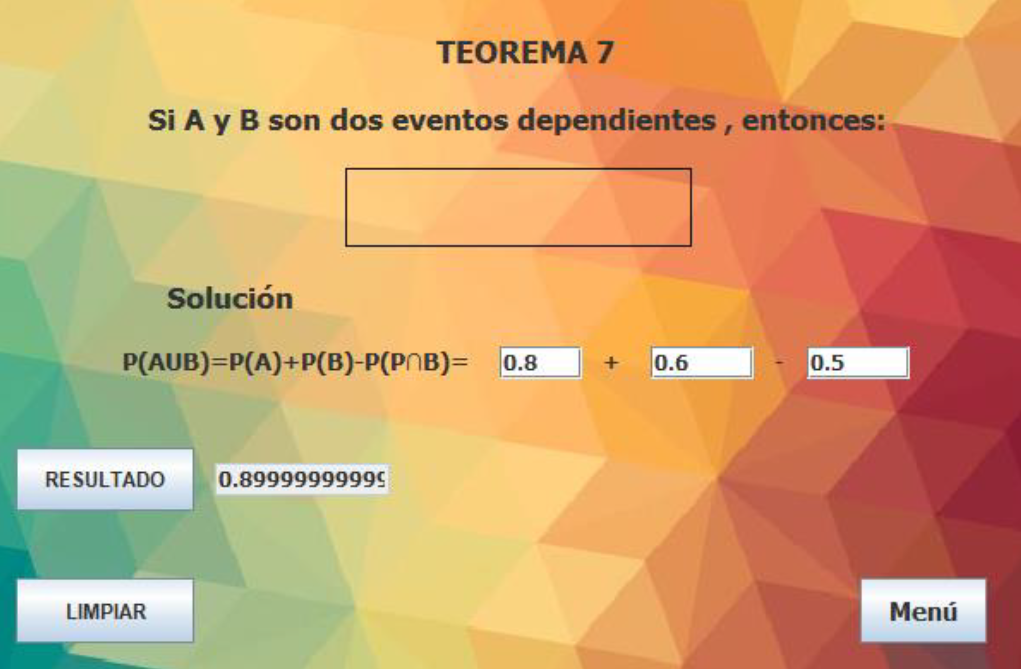 TEOREMA 7
Si A y B son dos eventos dependientes , entonces:
Solución
P(AUB)=P(A)+P(B)-P(P∩B)= 0.8 + 0.6 - 0.5
RESULTADO 0.89999999999
LIMPIAR Menú